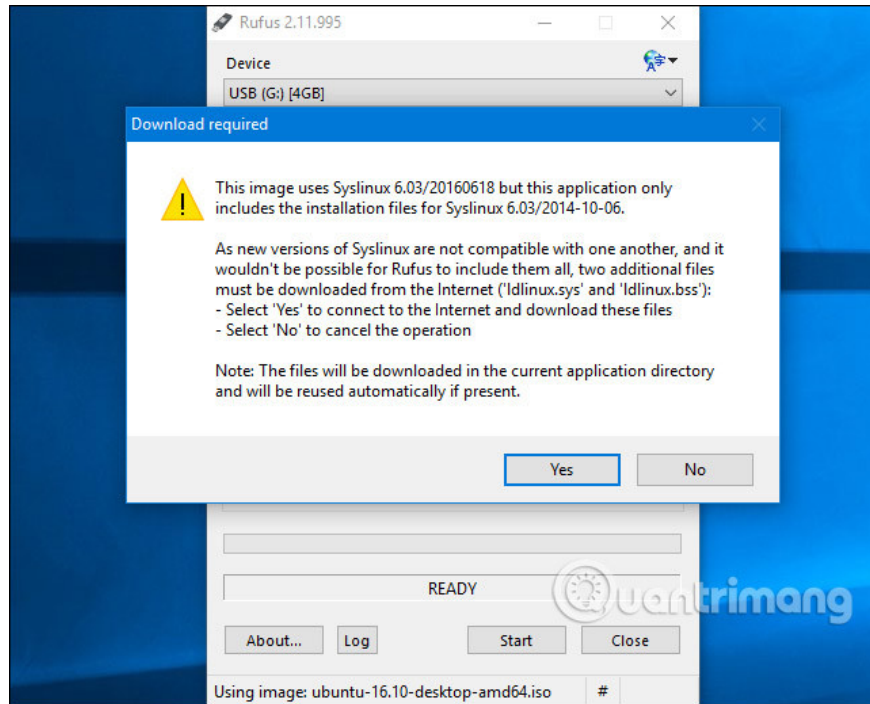 Rufus 2.11.995
Device
USB (G:) [4GB]
Download required
This image uses Syslinux 6.03/20160618 but this application only
includes the installation files for Syslinux 6.03/2014-10-06.
As new versions of Syslinux are not compatible with one another, and it
wouldn't be possible for Rufus to include them all, two additional files
must be downloaded from the Internet ('ldlinux.sys' and 'ldlinux.bss'):
- Select 'Yes' to connect to the Internet and download these files
- Select 'No' to cancel the operation
Note: The files will be downloaded in the current application directory
and will be reused automatically if present.
Yes No
READY
Quantrimang
About... Log Start Close
Using image: ubuntu-16.10-desktop-amd64.iso #